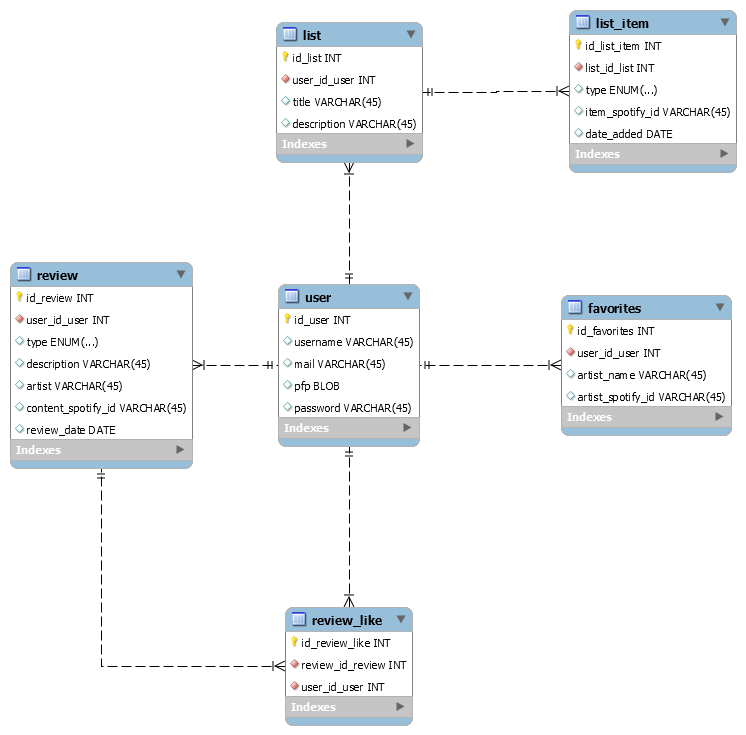 list
id_list INT
user_id_user INT
title VARCHAR(45)
description VARCHAR(45)
Indexes
list_item
id_list_item INT
list_id_list INT
type ENUM(...)
item_spotify_id VARCHAR(45)
date_added DATE
Indexes
review
id_review INT
user_id_user INT
type ENUM(...)
description VARCHAR(45)
artist VARCHAR(45)
content_spotify_id VARCHAR(45)
review_date DATE
Indexes
user
id_user INT
username VARCHAR(45)
mail VARCHAR(45)
pfp BLOB
password VARCHAR(45)
Indexes
favorites
id_favorites INT
user_id_user INT
artist_name VARCHAR(45)
artist_spotify_id VARCHAR(45)
Indexes
review_like
id_review_like INT
review_id_review INT
user_id_user INT
Indexes